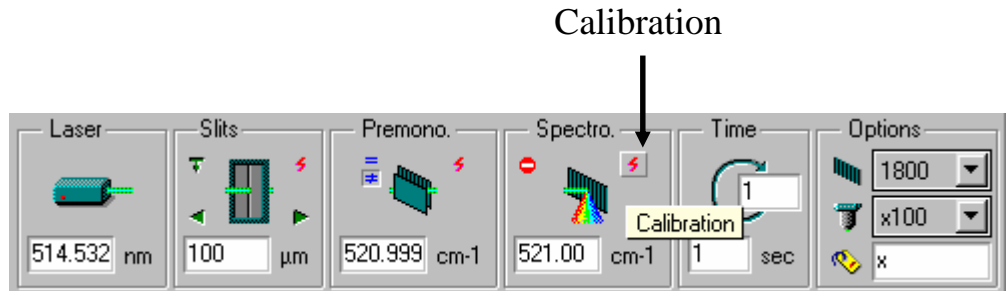 Calibration
Laser Slits Premono. Spectro. Time Options
1800
1
x100
Calibration
514.532 nm 100 µm 520.999 cm-1 521.00 cm-1 1 sec x